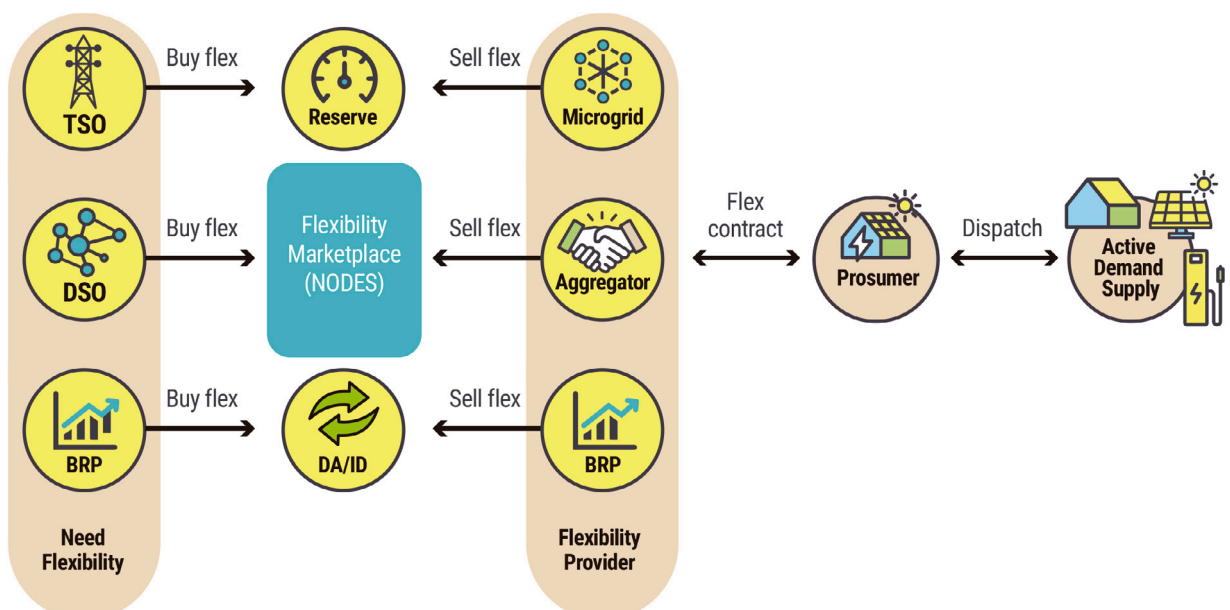 Buy flex
Sell flex
TSO
Reserve
Microgrid
Buy flex
Flexibility
Marketplace
(NODES)
Sell flex
Flex
contract
Dispatch
DSO
Aggregator
Prosumer
Active
Demand
Supply
Buy flex
Sell flex
BRP
DA/ID
BRP
Need
Flexibility
Flexibility
Provider